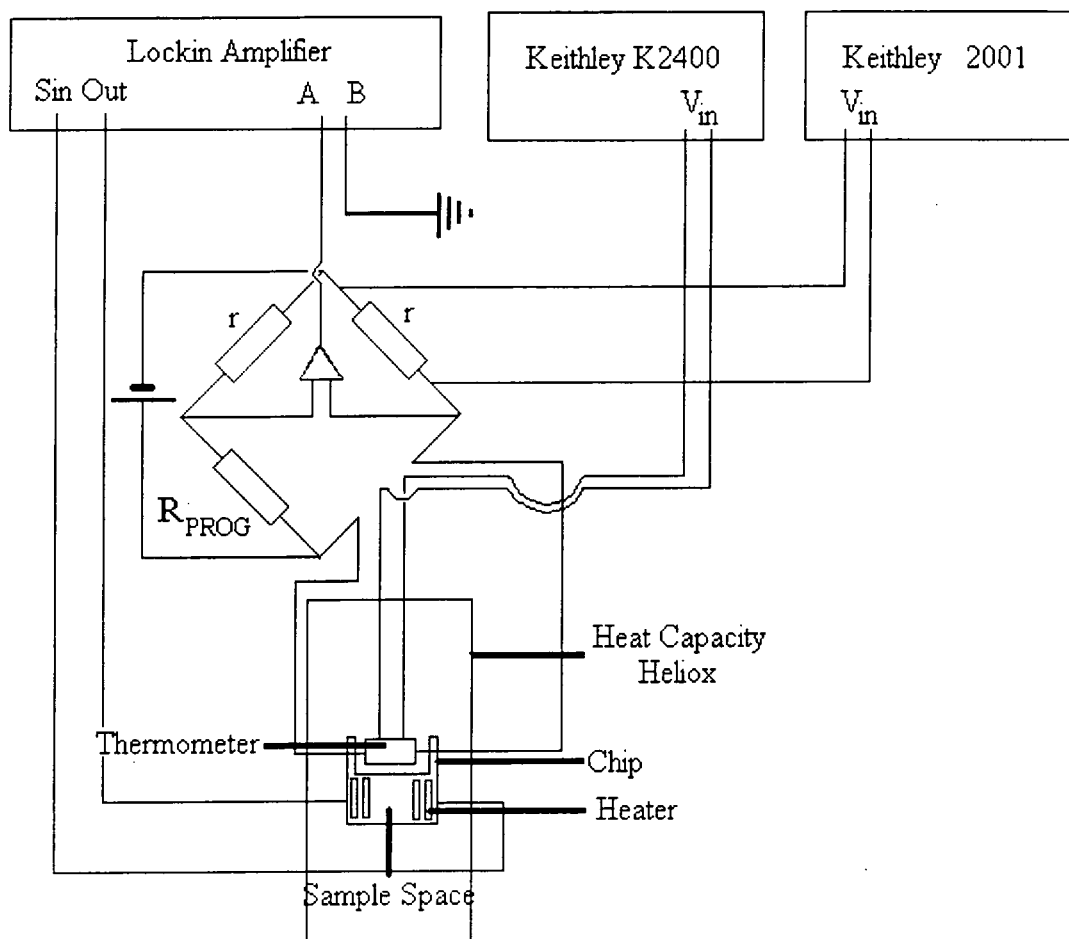 Lockin Amplifier
Sin Out A B
Keithley K2400
Vin
Keithley 2001
Vin
r
r
RPROG
Heat Capacity
Heliox
Thermometer
Chip
Heater
Sample Space